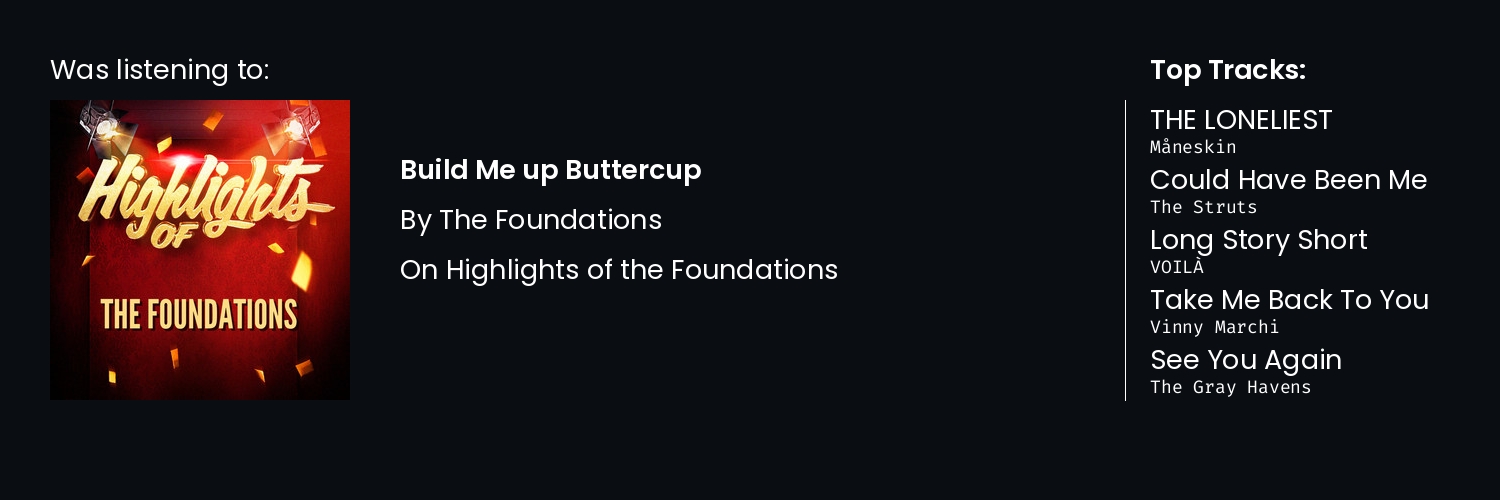 Was listening to:
Highlights
OF
THE FOUNDATIONS
Build Me up Buttercup
By The Foundations
On Highlights of the Foundations
Top Tracks:
THE LONELIEST
Måneskin
Could Have Been Me
The Struts
Long Story Short
VOILÀ
Take Me Back To You
Vinny Marchi
See You Again
The Gray Havens